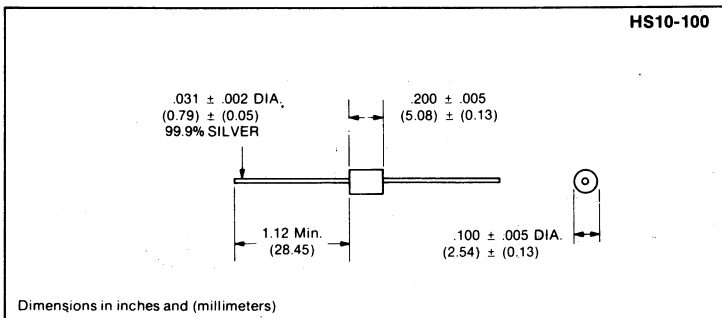 HS10-100
.031 ± .002 DIA.
(0.79) ± (0.05)
99.9% SILVER
.200 ± .005
(5.08) ± (0.13)
1.12 Min.
(28.45)
.100 ± .005 DIA.
(2.54) ± (0.13)
Dimensions in inches and (millimeters)